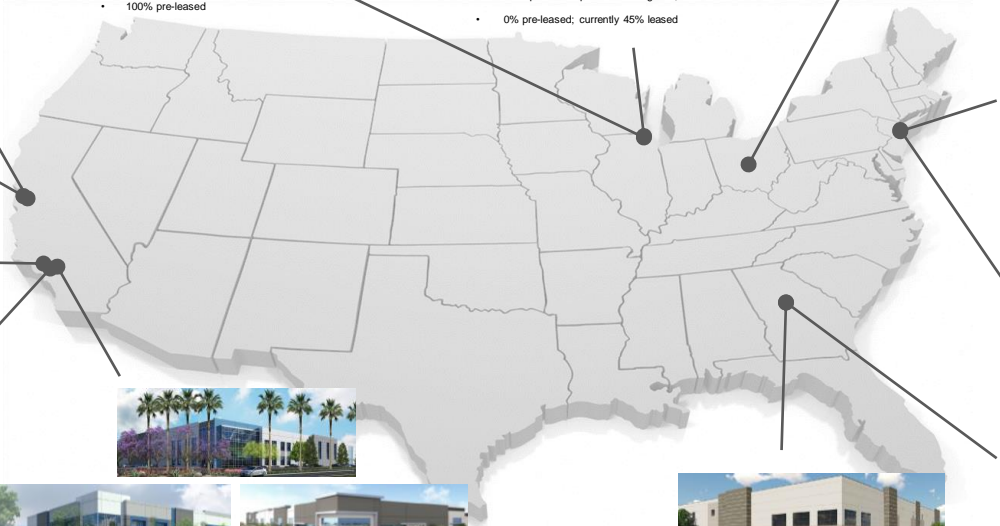 • 100% pre-leased
• 0% pre-leased; currently 45% leased